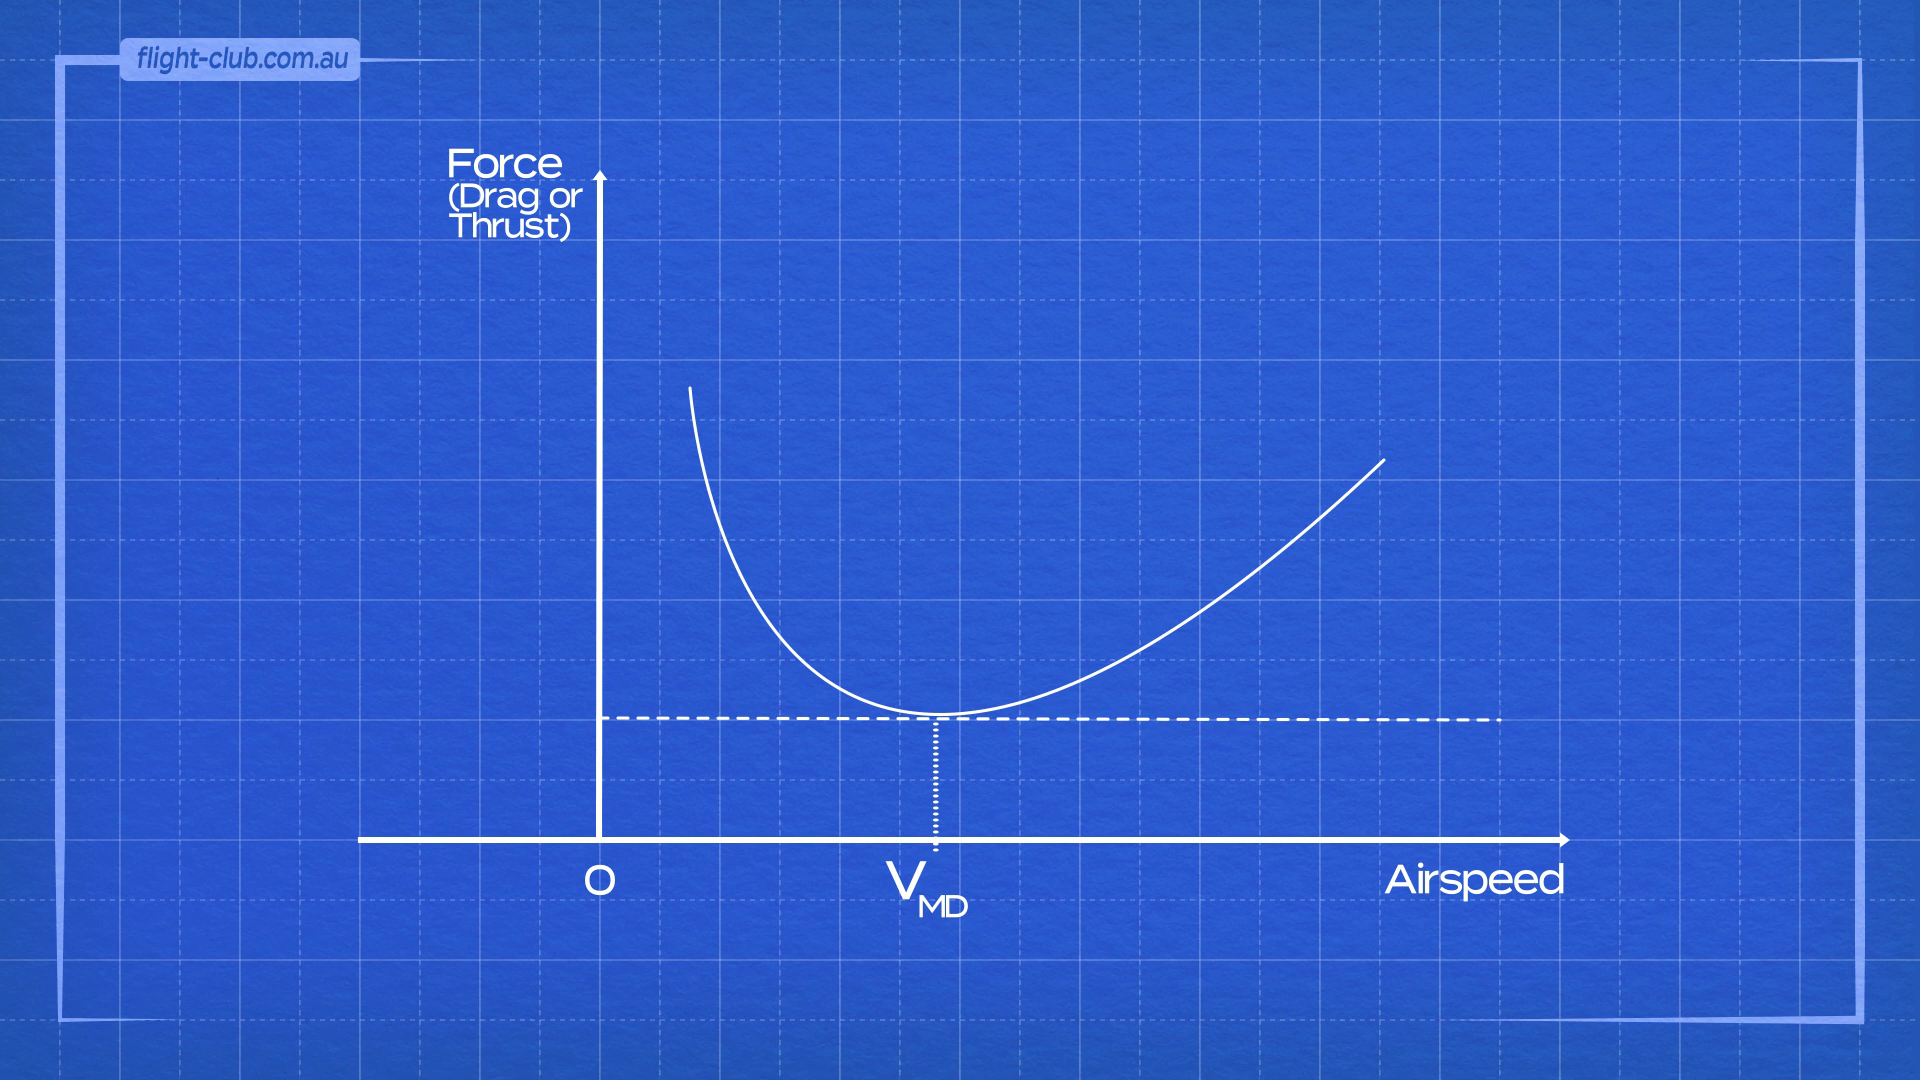 flight-club.com.au
Force
(Drag or
Thrust)
O
VMD
Airspeed